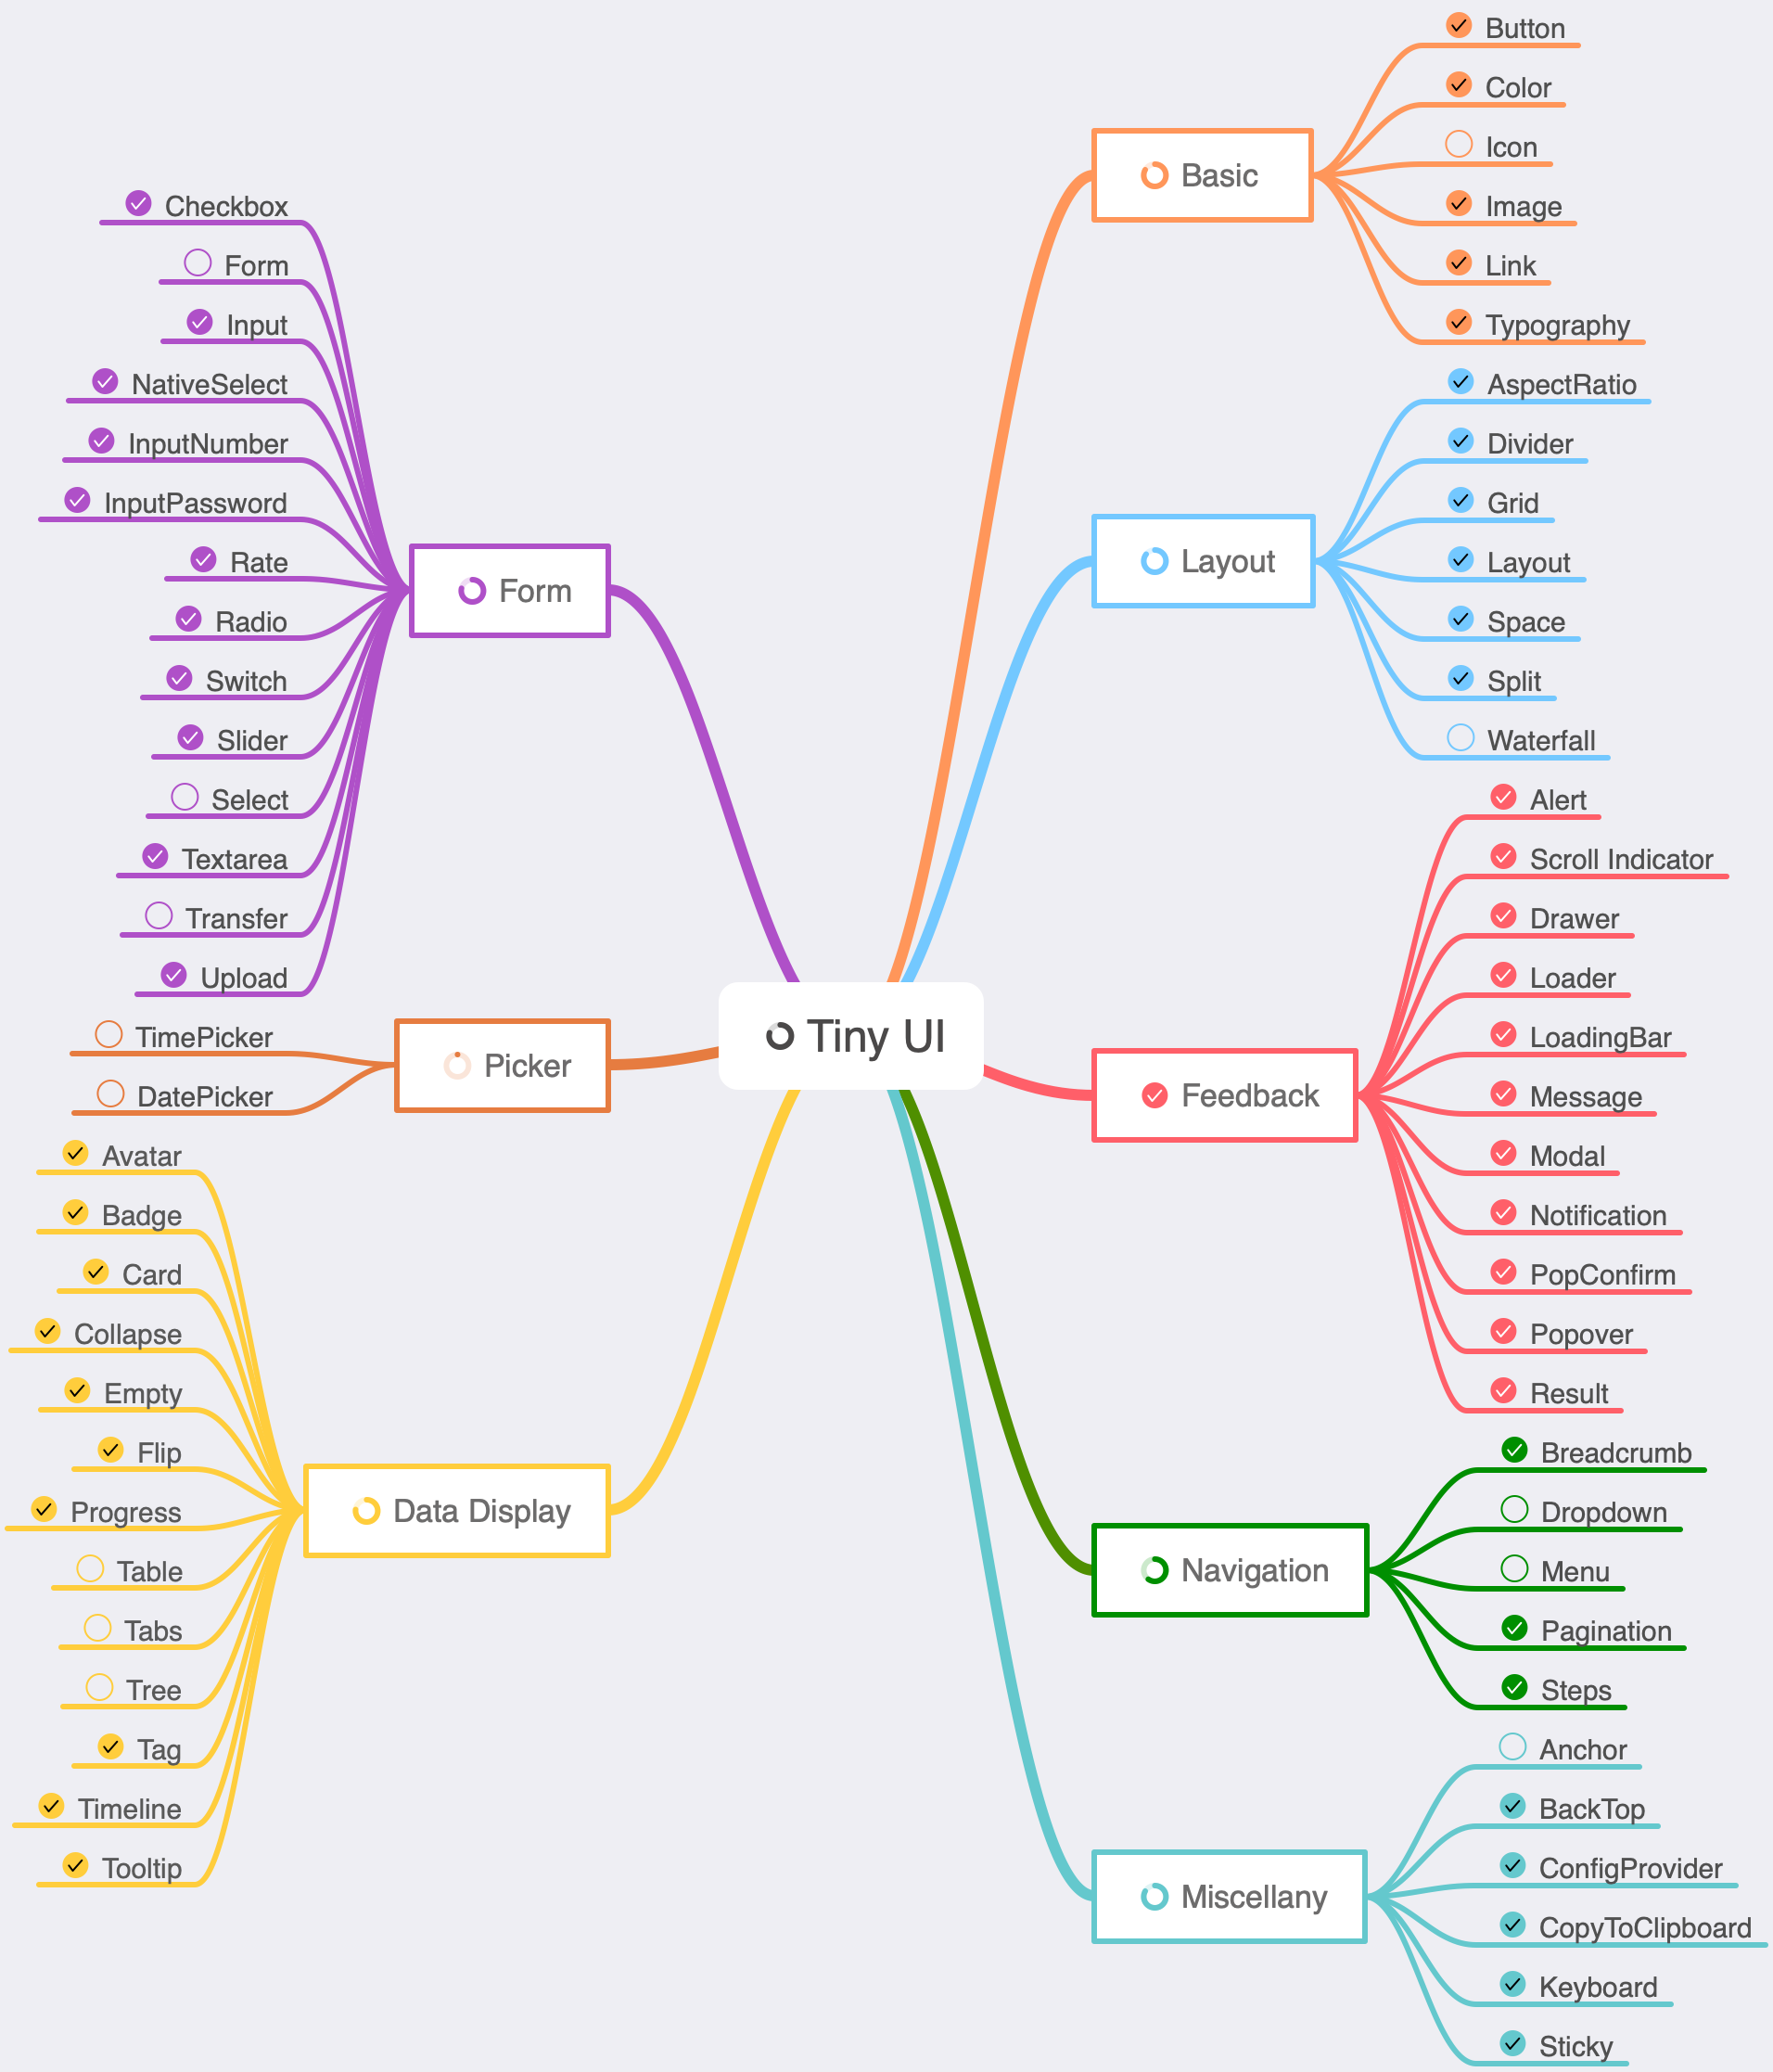 Tiny UI
Basic
Button
Color
Icon
Image
Link
Typography
Layout
AspectRatio
Divider
Grid
Layout
Space
Split
Waterfall
Feedback
Alert
Scroll Indicator
Drawer
Loader
LoadingBar
Message
Modal
Notification
PopConfirm
Popover
Result
Navigation
Breadcrumb
Dropdown
Menu
Pagination
Steps
Miscellany
Anchor
BackTop
ConfigProvider
CopyToClipboard
Keyboard
Sticky
Form
Checkbox
Form
Input
NativeSelect
InputNumber
InputPassword
Rate
Radio
Switch
Slider
Select
Textarea
Transfer
Upload
Picker
TimePicker
DatePicker
Data Display
Avatar
Badge
Card
Collapse
Empty
Flip
Progress
Table
Tabs
Tree
Tag
Timeline
Tooltip